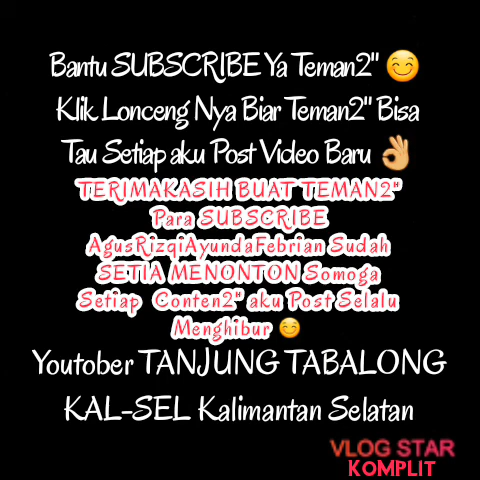 Bantu SUBSCRIBE Ya Teman2" 😊
Klik Lonceng Nya Biar Teman2" Bisa
Tau Setiap aku Post Video Baru 👌
TERIMAKASIH BUAT TEMAN2"
Para SUBSCRIBE
AgusRizqiAyundaFebrian Sudah
SETIA MENONTON Somoga
Setiap Conten2" aku Post Selalu
Menghibur 😊
Youtober TANJUNG TABALONG
KAL-SEL Kalimantan Selatan
VLOG STAR
KOMPLIT